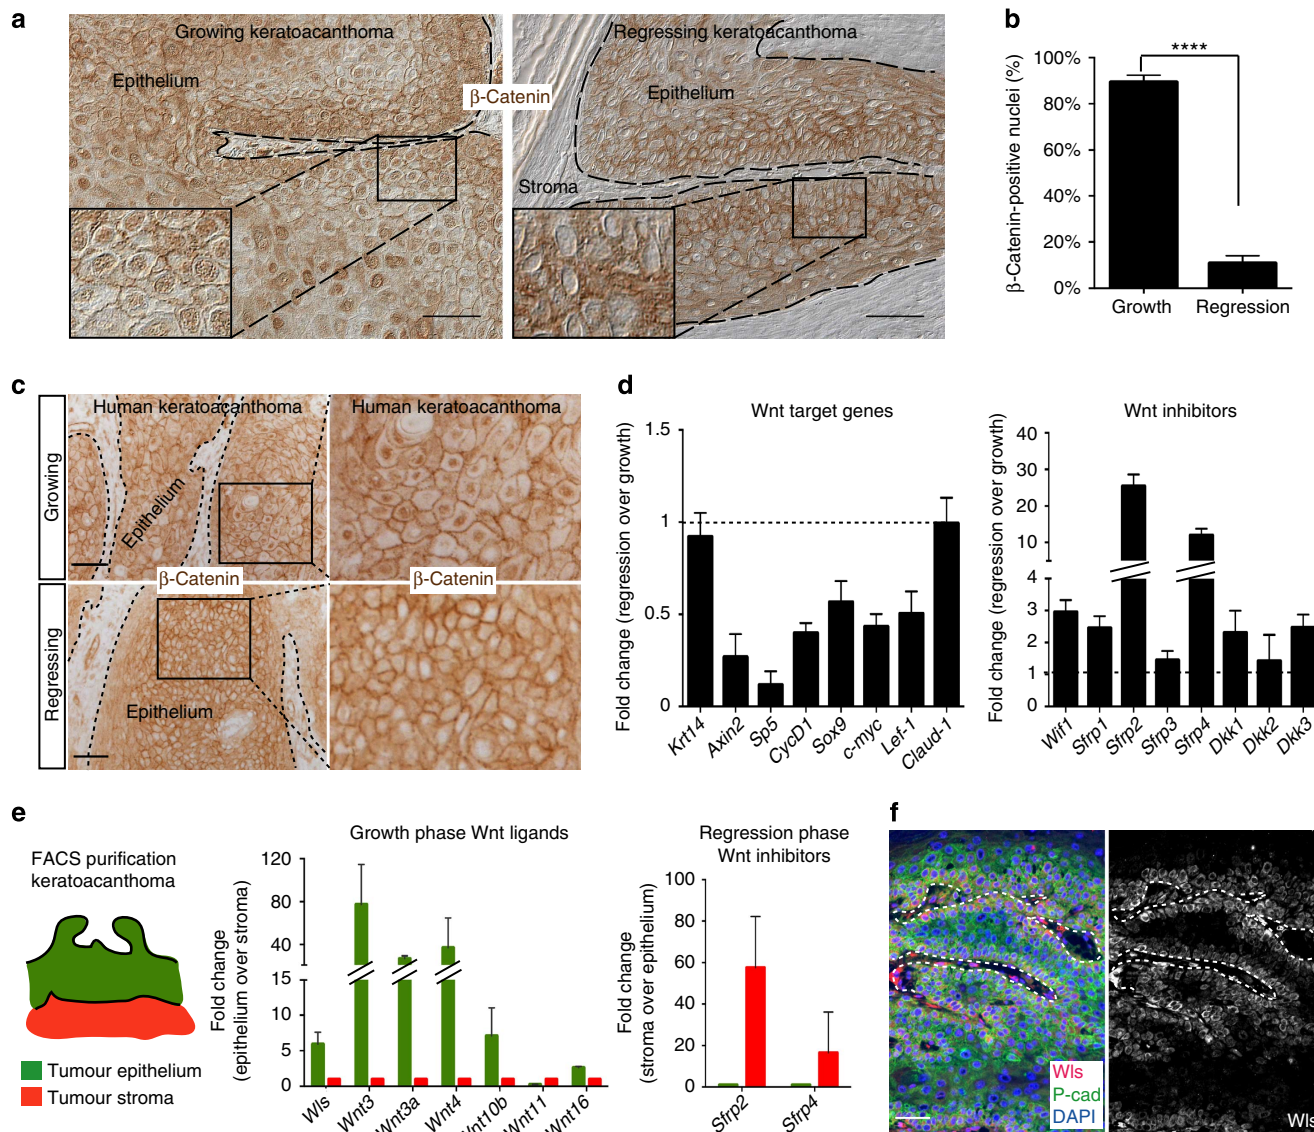 a
Growing keratoacanthoma
Epithelium
β-Catenin
Regressing keratoacanthoma
Epithelium
Stroma
b
****
β-Catenin-positive nuclei (%)
100%
80%
60%
40%
20%
0%
Growth
Regression
c
Growing
Regressing
Human keratoacanthoma
Human keratoacanthoma
Epithelium
β-Catenin
β-Catenin
Epithelium
d
Wnt target genes
Fold change (regression over growth)
1.5
1
0.5
0
Krt14
Axin2
Sp5
CycD1
Sox9
c-myc
Lef-1
Claud-1
Wnt inhibitors
Fold change (regression over growth)
40
30
20
10
4
3
2
1
0
Wif1
Sfrp1
Sfrp2
Sfrp3
Sfrp4
Dkk1
Dkk2
Dkk3
e
FACS purification
keratoacanthoma
Tumour epithelium
Tumour stroma
Growth phase Wnt ligands
Fold change
(epithelium over stroma)
120
80
40
15
10
5
0
Wls
Wnt3
Wnt3a
Wnt4
Wnt10b
Wnt11
Wnt16
Regression phase
Wnt inhibitors
Fold change
(stroma over epithelium)
100
80
60
40
20
0
Sfrp2
Sfrp4
f
Wls
P-cad
DAPI
Wls